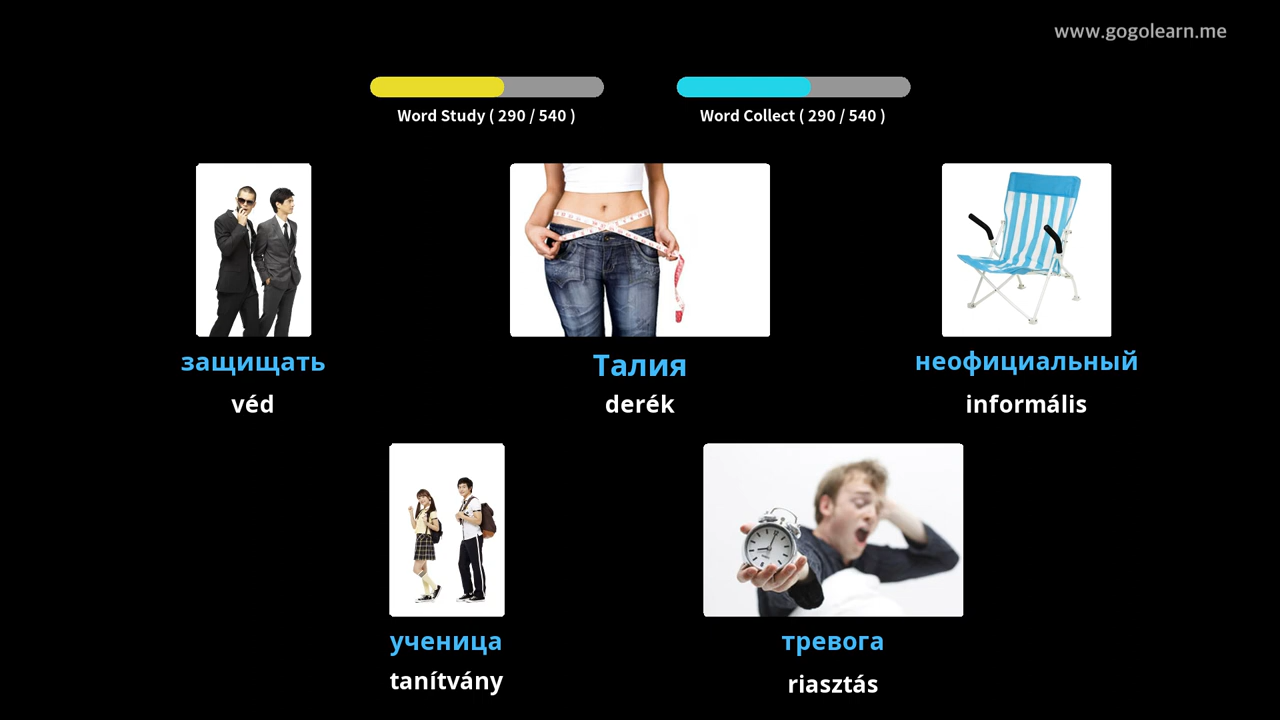 www.gogolearn.me
Word Study ( 290 / 540 )
Word Collect ( 290 / 540 )
защищать
véd
Талия
derék
неофициальный
informális
ученица
tanítvány
тревога
riasztás